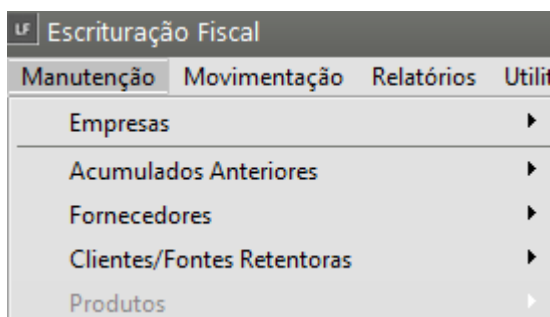 LF Escrituração Fiscal
Manutenção Movimentação Relatórios
Empresas
Acumulados Anteriores
Fornecedores
Clientes/Fontes Retentoras
Produtos